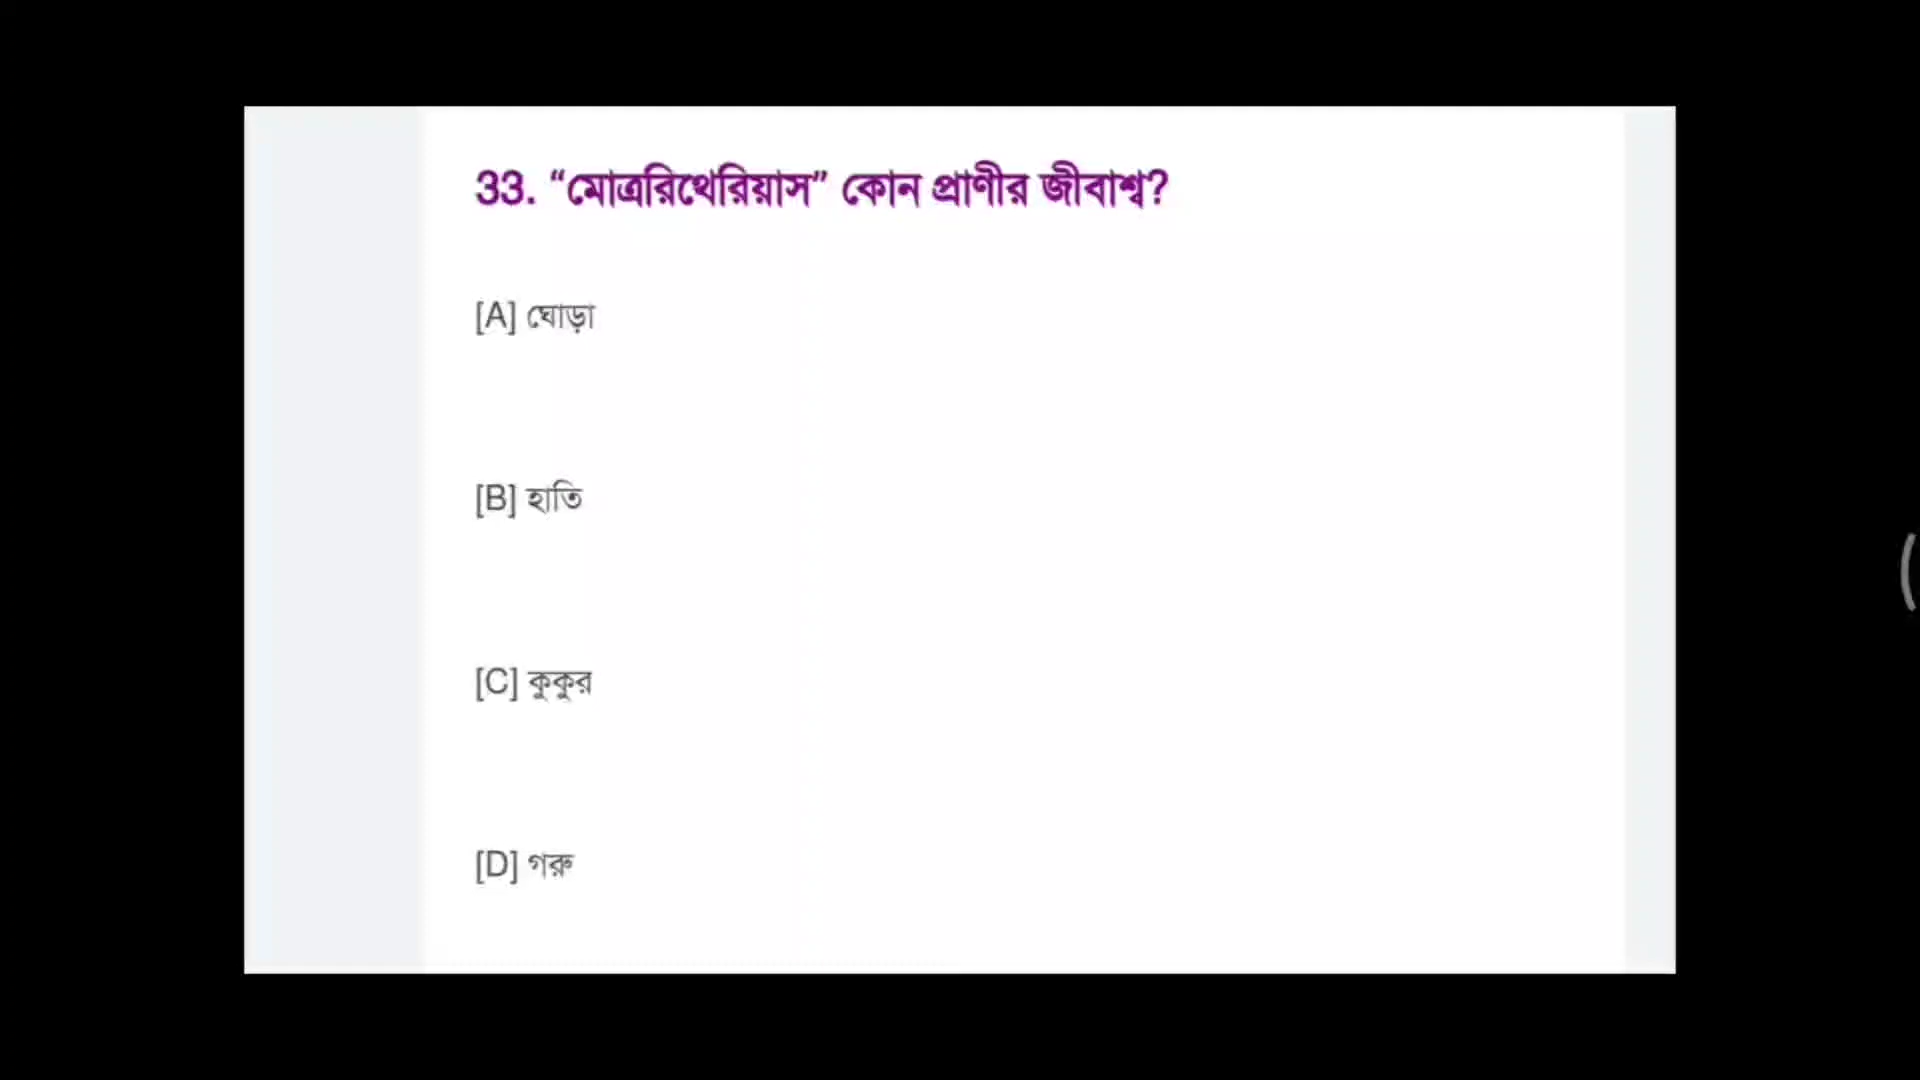 33. “মোত্ররিথেরিয়াস” কোন প্রাণীর জীবাশ্ব?
[A] ঘোড়া
[B] হাতি
[C] কুকুর
[D] গরু